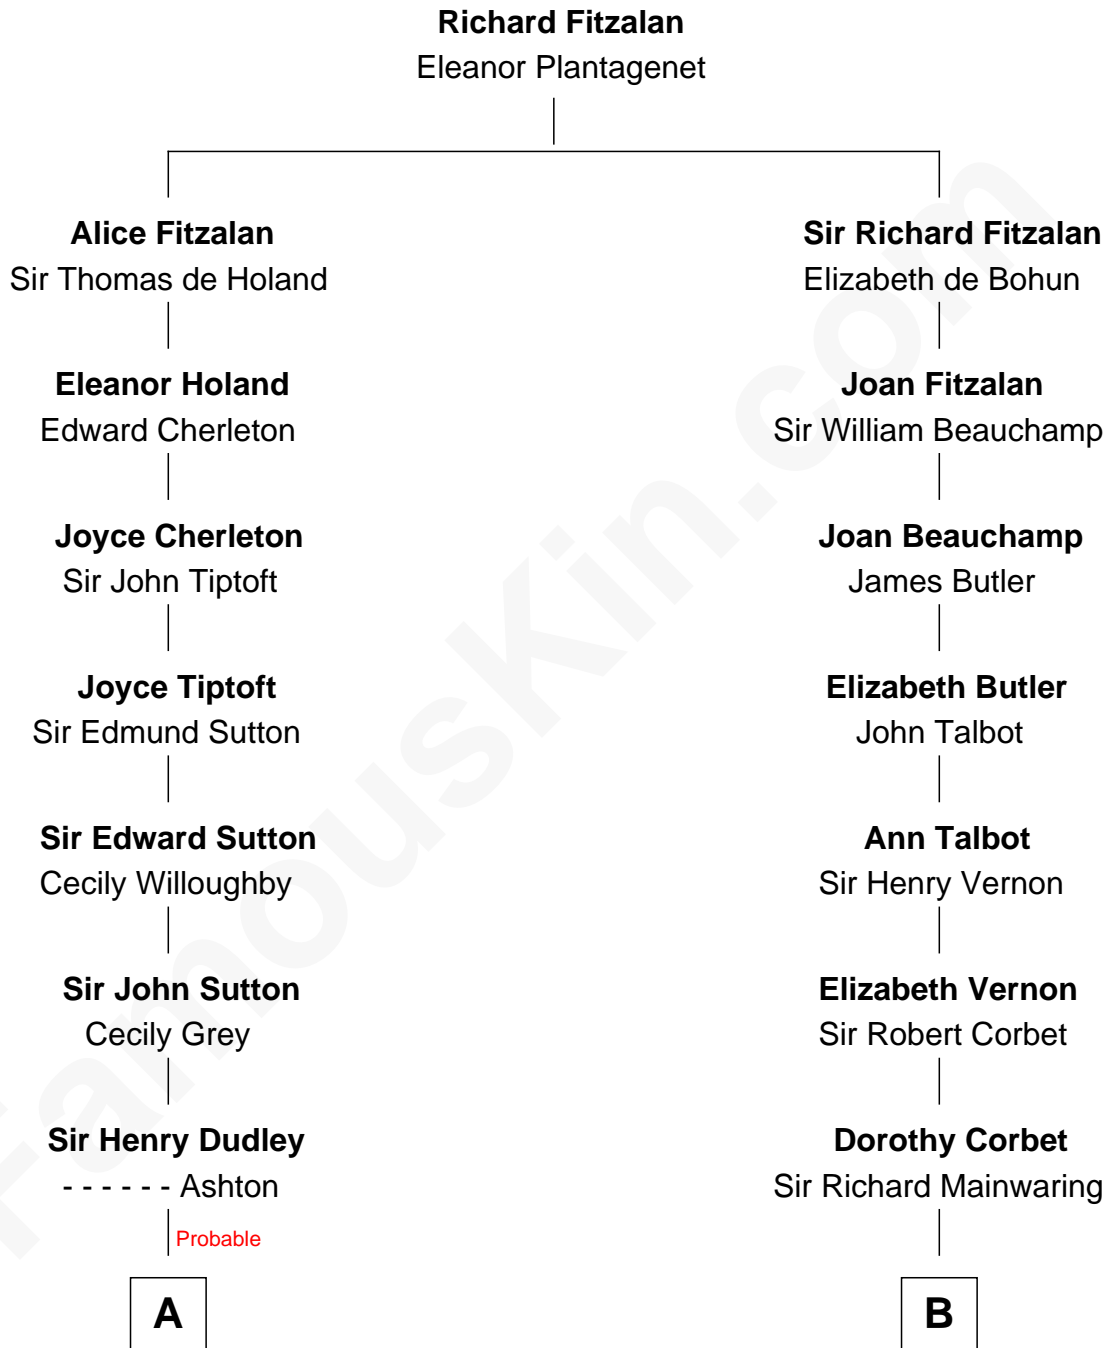 Richard Fitzalan
Eleanor Plantagenet
Alice Fitzalan
Sir Thomas de Holand
Sir Richard Fitzalan
Elizabeth de Bohun
Eleanor Holand
Edward Cherleton
Joan Fitzalan
Sir William Beauchamp
Joyce Cherleton
Sir John Tiptoft
Joan Beauchamp
James Butler
Joyce Tiptoft
Sir Edmund Sutton
Elizabeth Butler
John Talbot
Sir Edward Sutton
Cecily Willoughby
Ann Talbot
Sir Henry Vernon
Sir John Sutton
Cecily Grey
Elizabeth Vernon
Sir Robert Corbet
Sir Henry Dudley
- - - - - - Ashton
Dorothy Corbet
Sir Richard Mainwaring
Probable
A
B
FamousKin.com